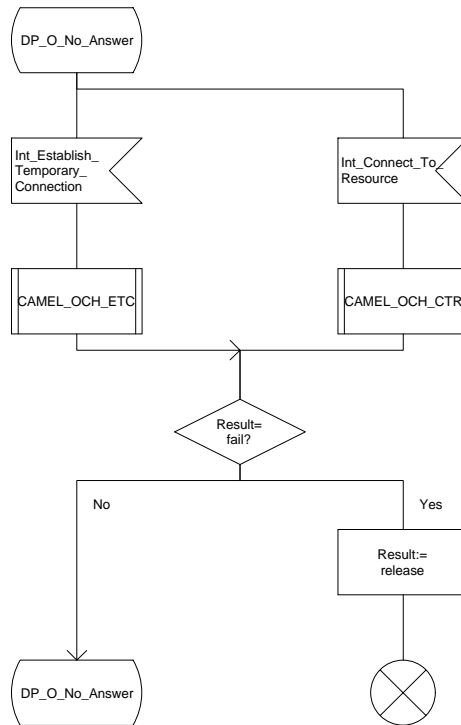 DP_O_No_Answer
Int_Establish_
Temporary_
Connection
Int_Connect_To_
Resource
CAMEL_OCH_ETC
CAMEL_OCH_CTR
Result=
fail?
No
Yes
Result:=
release
DP_O_No_Answer